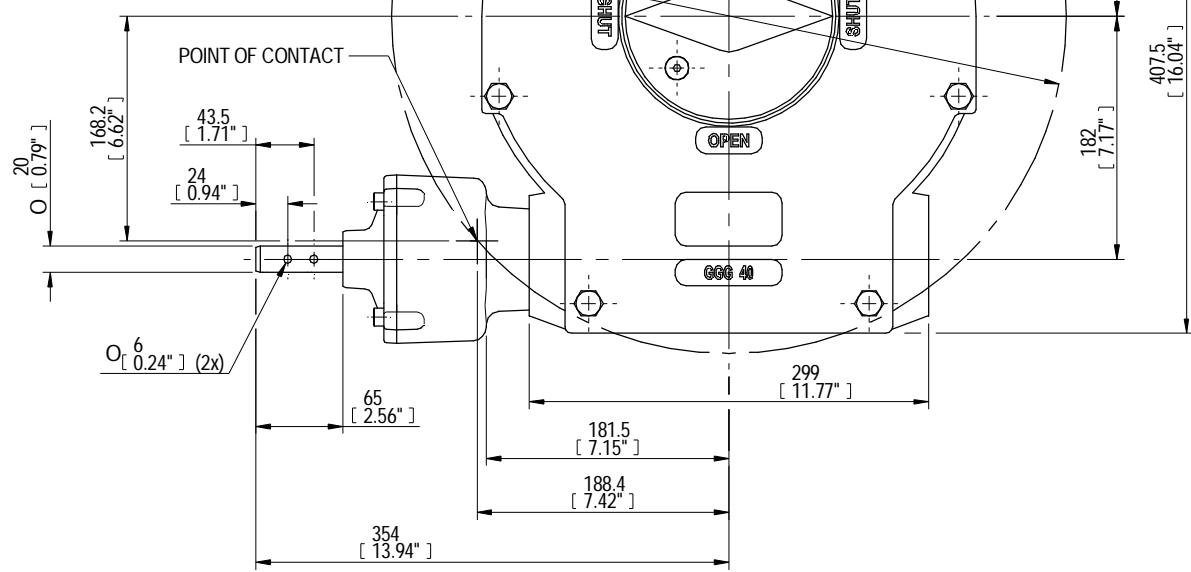 SHUT
SHUT
POINT OF CONTACT
407.5
[ 16.04" ]
168.2
[ 6.62" ]
43.5
[ 1.71" ]
OPEN
182
[ 7.17" ]
20
O [ 0.79" ]
24
[ 0.94" ]
GGG 40
6
O [ 0.24" ] (2x)
299
[ 11.77" ]
65
[ 2.56" ]
181.5
[ 7.15" ]
188.4
[ 7.42" ]
354
[ 13.94" ]